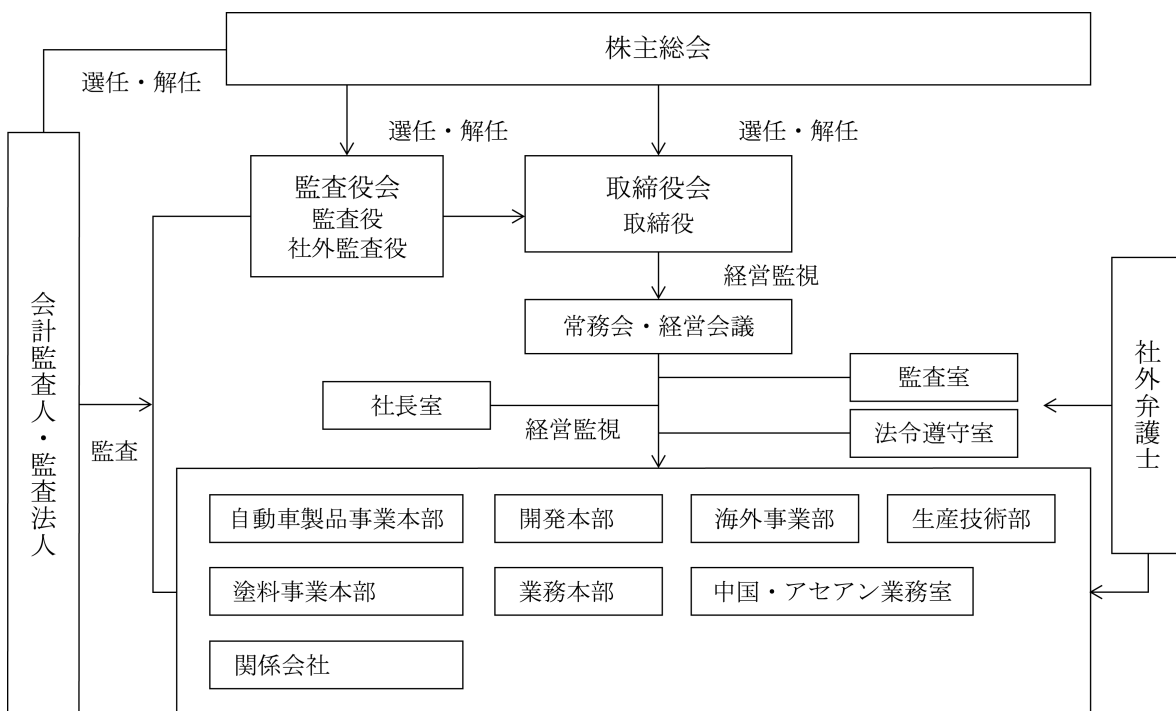 株主総会
選任・解任
選任・解任
選任・解任
監査役会
監査役
社外監査役
取締役会
取締役
経営監視
常務会・経営会議
監査室
社長室
経営監視
法令遵守室
会計監査人・監査法人
監査
社外弁護士
自動車製品事業本部
開発本部
海外事業部
生産技術部
塗料事業本部
業務本部
中国・アセアン業務室
関係会社